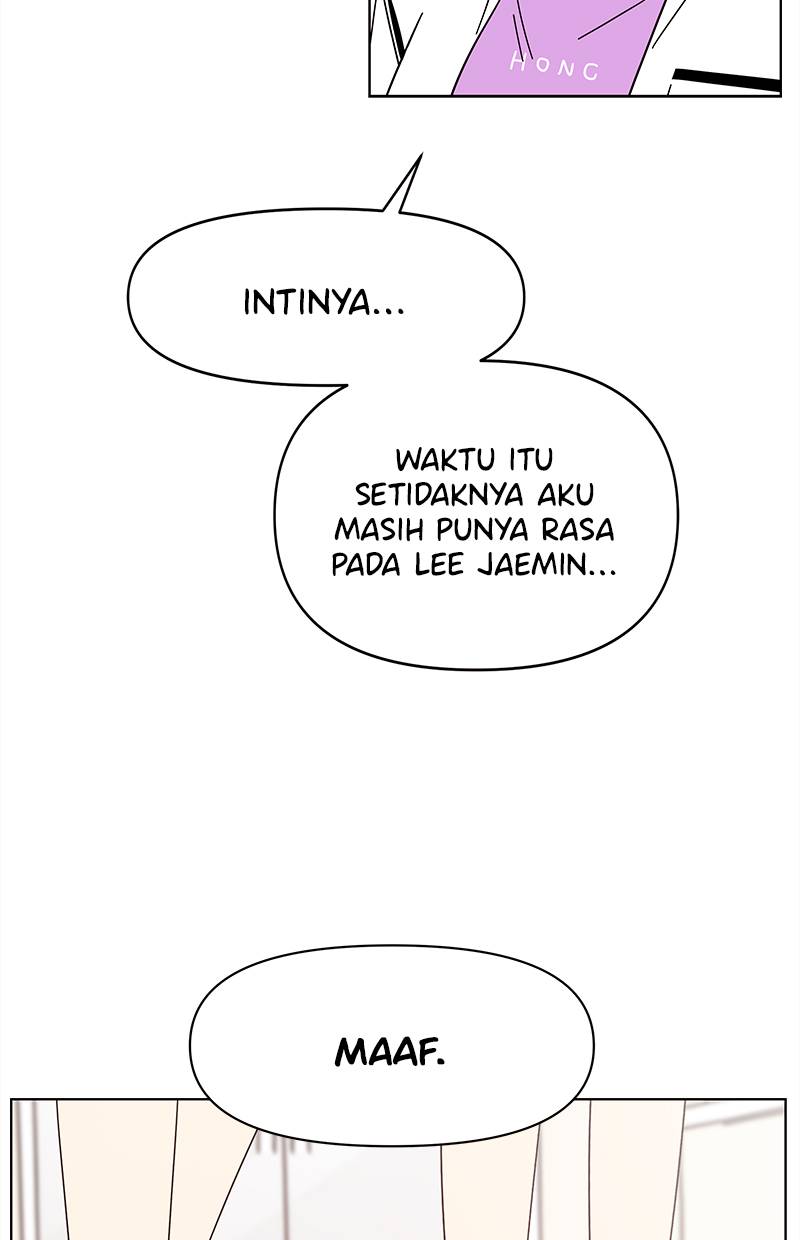 HONG
INTINYA...
WAKTU ITU
SETIDAKNYA AKU
MASIH PUNYA RASA
PADA LEE JAEMIN...
MAAF.